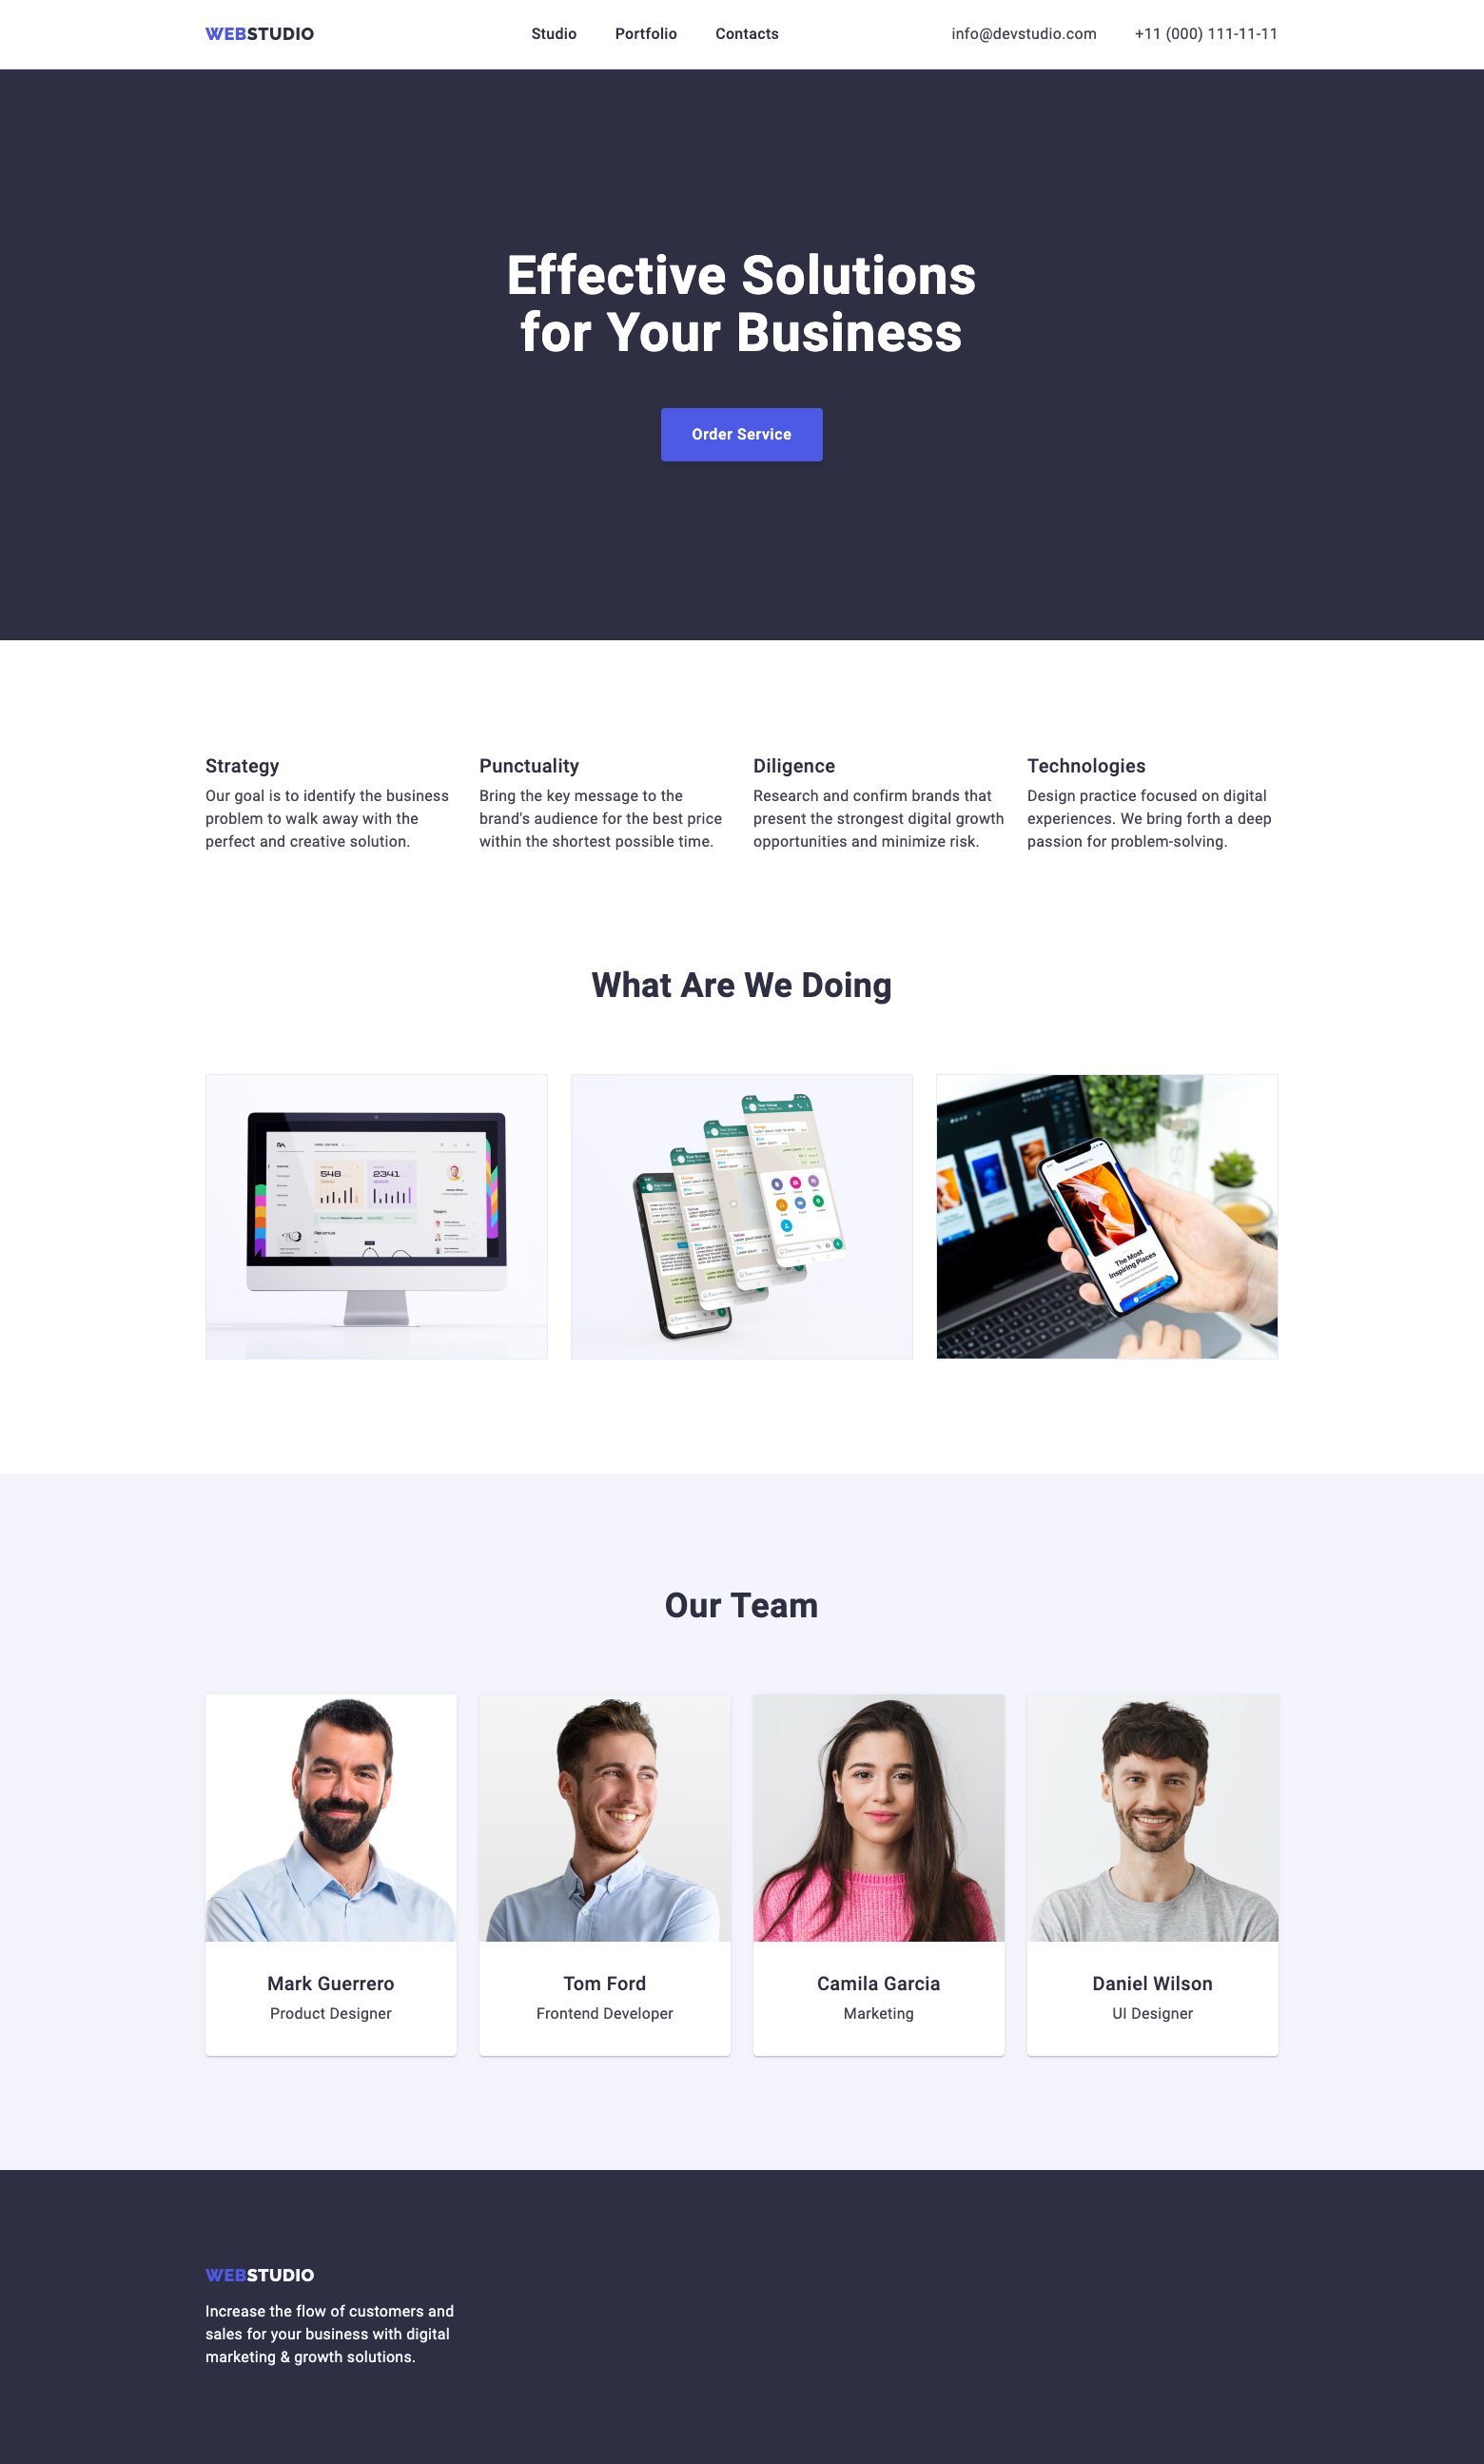 WEBSTUDIO
Studio Portfolio Contacts
info@devstudio.com +11 (000) 111-11-11
Effective Solutions
for Your Business
Order Service
Strategy
Our goal is to identify the business
problem to walk away with the
perfect and creative solution.
Punctuality
Bring the key message to the
brand's audience for the best price
within the shortest possible time.
Diligence
Research and confirm brands that
present the strongest digital growth
opportunities and minimize risk.
Technologies
Design practice focused on digital
experiences. We bring forth a deep
passion for problem-solving.
What Are We Doing
548
2341
Revenue
Team
The Most
Inspiring Places
Our Team
Mark Guerrero
Product Designer
Tom Ford
Frontend Developer
Camila Garcia
Marketing
Daniel Wilson
UI Designer
WEBSTUDIO
Increase the flow of customers and
sales for your business with digital
marketing & growth solutions.